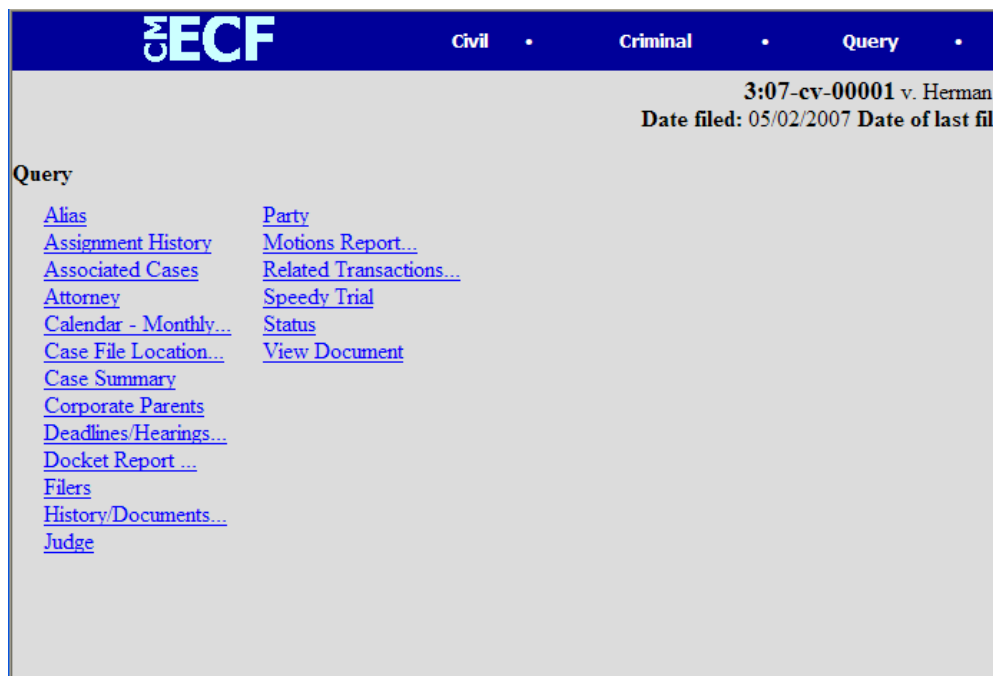 CM ECF Civil • Criminal • Query •
3:07-cv-00001 v. Herman
Date filed: 05/02/2007 Date of last fil
Query
Alias
Assignment History
Associated Cases
Attorney
Calendar - Monthly...
Case File Location...
Case Summary
Corporate Parents
Deadlines/Hearings...
Docket Report ...
Filers
History/Documents...
Judge
Party
Motions Report...
Related Transactions...
Speedy Trial
Status
View Document